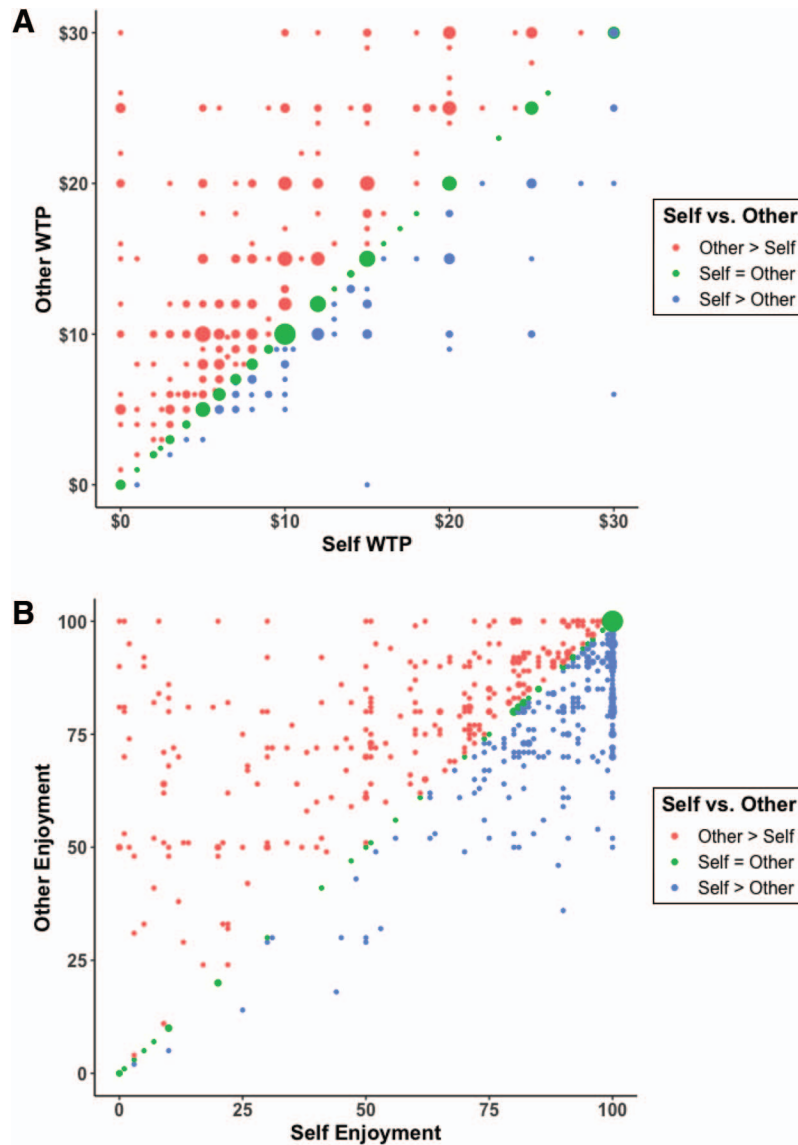 A
$30
$20
$10
$0
Other WTP
$0 $10 $20 $30
Self WTP
Self vs. Other
Other > Self
Self = Other
Self > Other
B
100
75
50
25
0
Other Enjoyment
0 25 50 75 100
Self Enjoyment
Self vs. Other
Other > Self
Self = Other
Self > Other